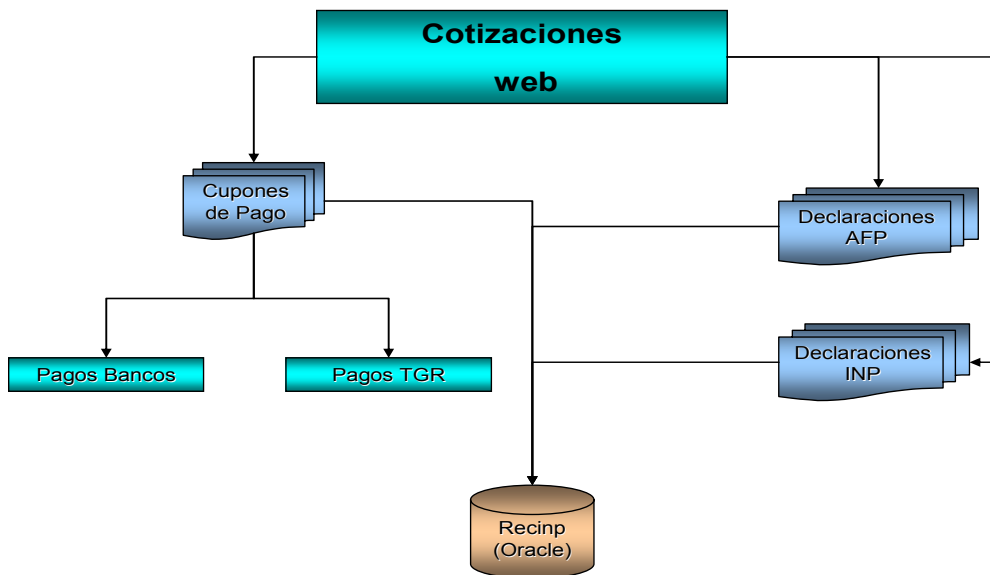 Cotizaciones
web
Cupones
de Pago
Declaraciones
AFP
Pagos Bancos
Pagos TGR
Declaraciones
INP
Recinp
(Oracle)